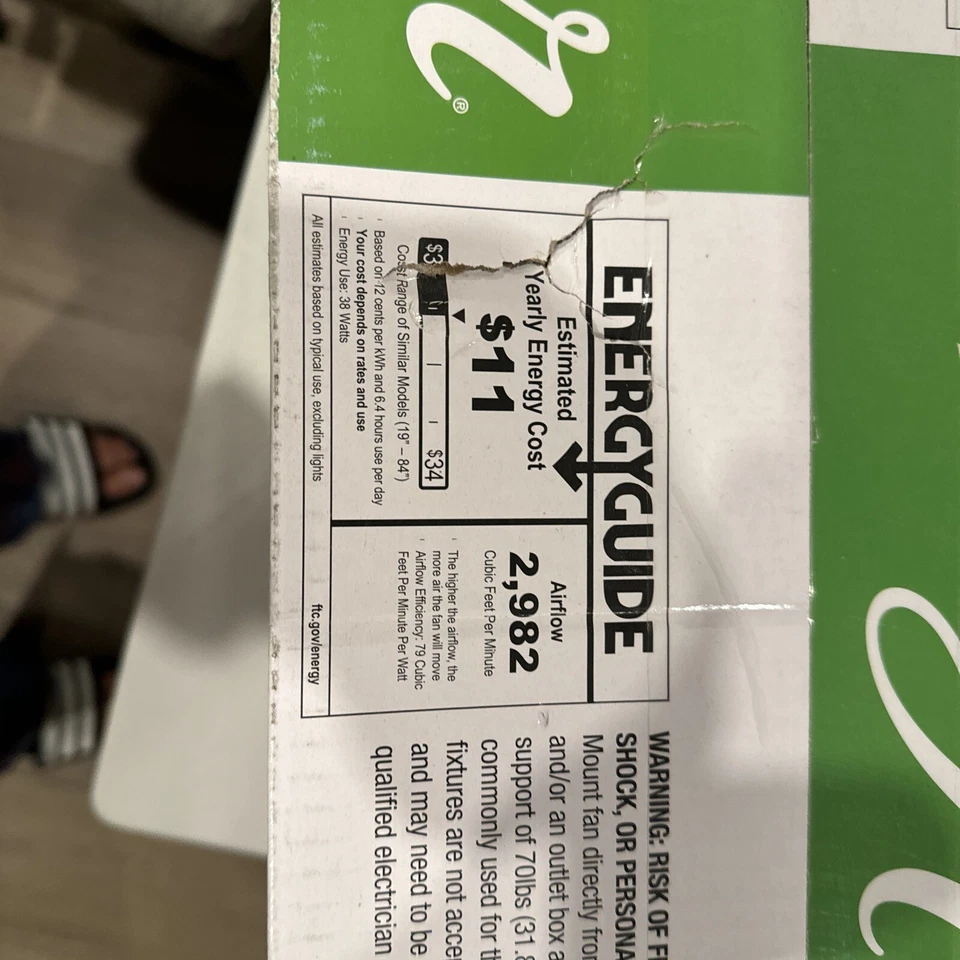 ENERGYGUIDE
Estimated
Yearly Energy Cost
$11
$3
$34
Cost Range of Similar Models (19" – 84")
Based on 12 cents per kWh and 6.4 hours use per day
Your cost depends on rates and use
Energy Use: 38 Watts
Airflow
2,982
Cubic Feet Per Minute
The higher the airflow, the
more air the fan will move
Airflow Efficiency: 79 Cubic
Feet Per Minute Per Watt
All estimates based on typical use, excluding lights
ftc.gov/energy
WARNING: RISK OF
SHOCK, OR
Mount fan directly
and/or an outlet box
support of 70lbs
commonly used for
fixtures are not
and may need to be
qualified electrician